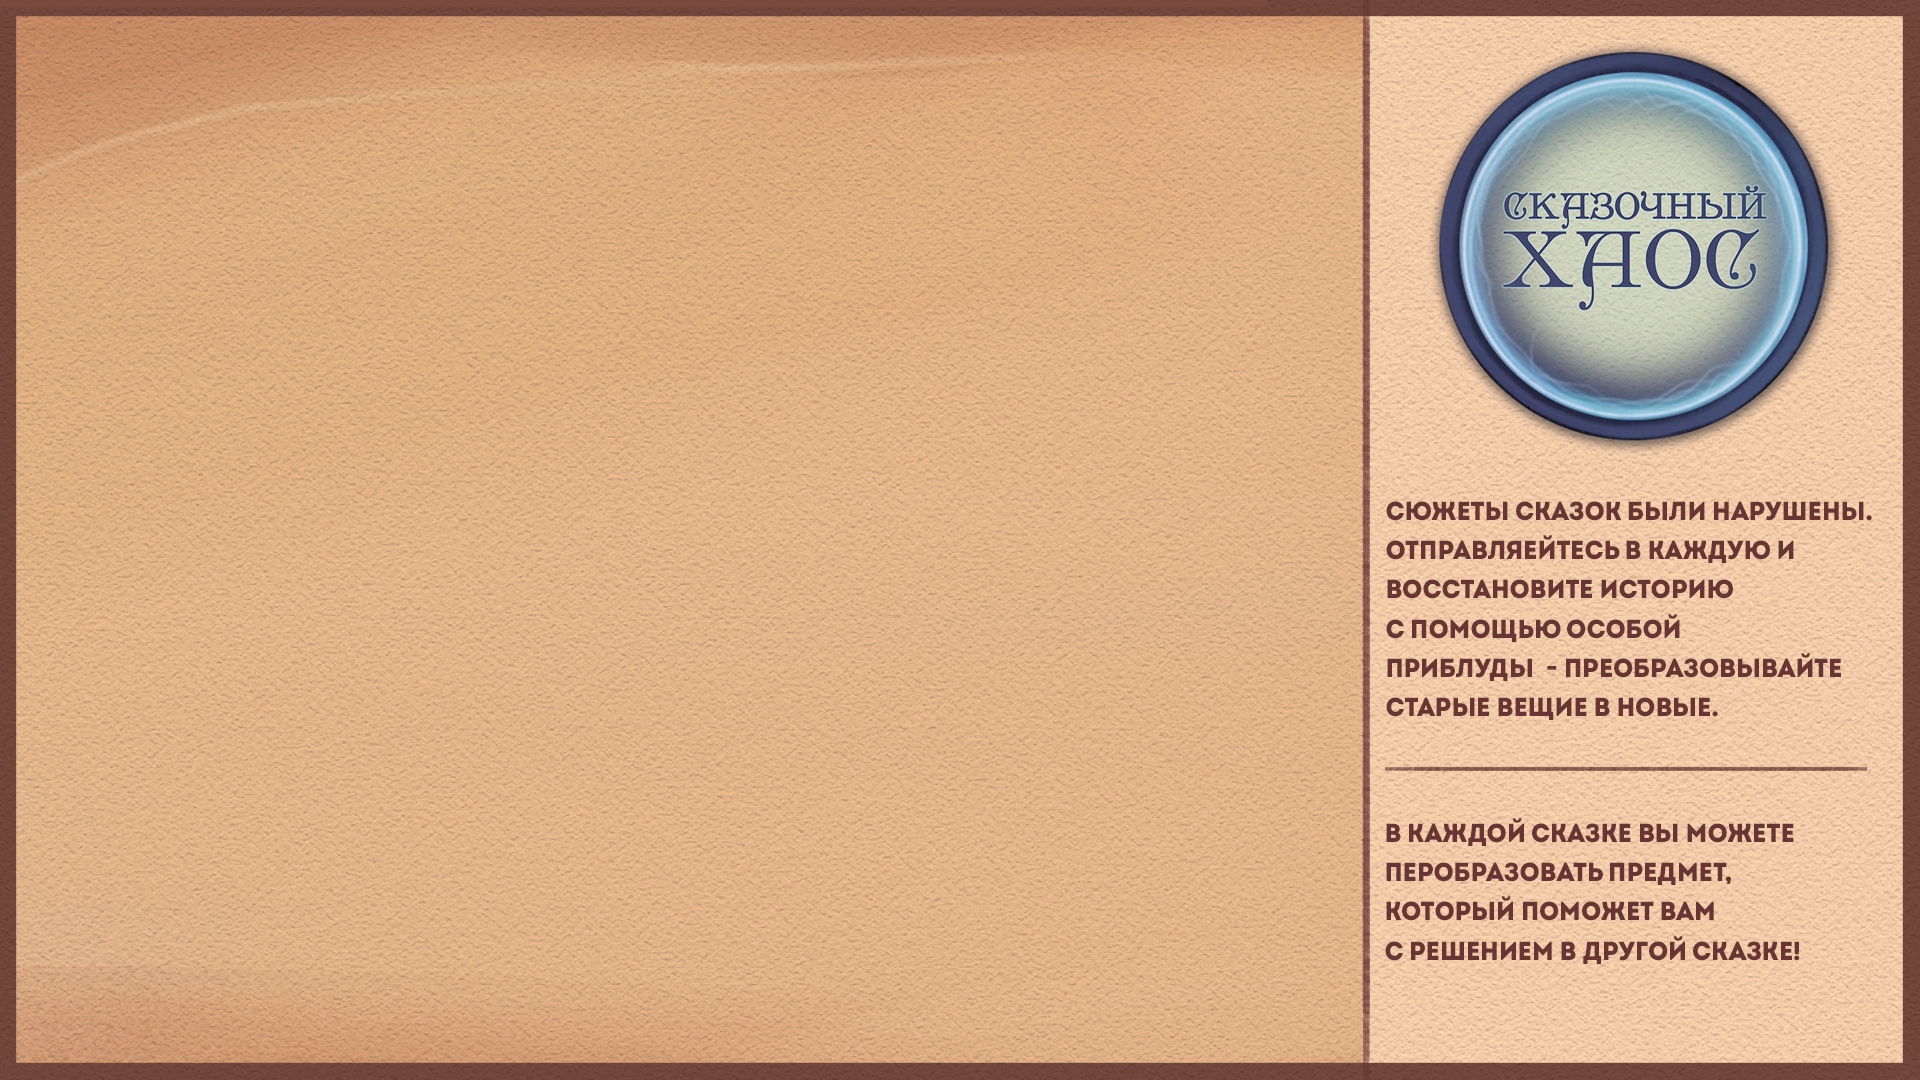 СКАЗОЧНЫЙ
ХАОС
СЮЖЕТЫ СКАЗОК БЫЛИ НАРУШЕНЫ.
ОТПРАВЛЯЕЙТЕСЬ В КАЖДУЮ И
ВОССТАНОВИТЕ ИСТОРИЮ
С ПОМОЩЬЮ ОСОБОЙ
ПРИБЛУДЫ - ПРЕОБРАЗОВЫВАЙТЕ
СТАРЫЕ ВЕЩИЕ В НОВЫЕ.
В КАЖДОЙ СКАЗКЕ ВЫ МОЖЕТЕ
ПЕРОБРАЗОВАТЬ ПРЕДМЕТ,
КОТОРЫЙ ПОМОЖЕТ ВАМ
С РЕШЕНИЕМ В ДРУГОЙ СКАЗКЕ!